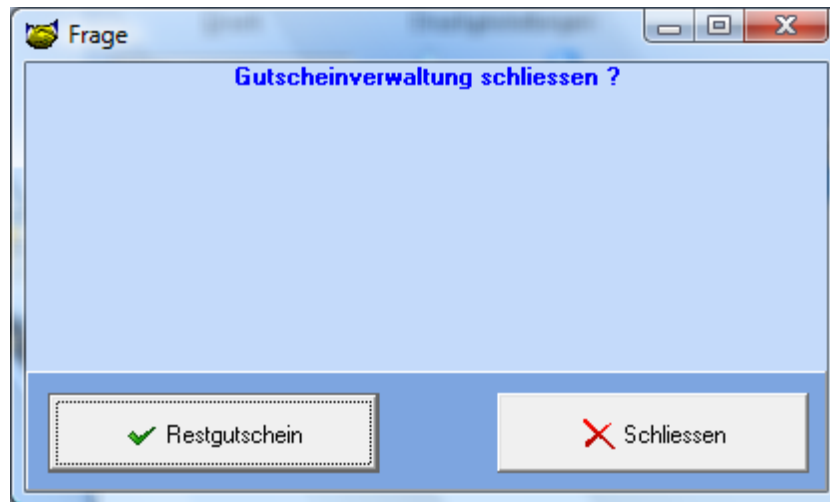 Frage
Gutscheinverwaltung schliessen ?
Restgutschein
Schliessen